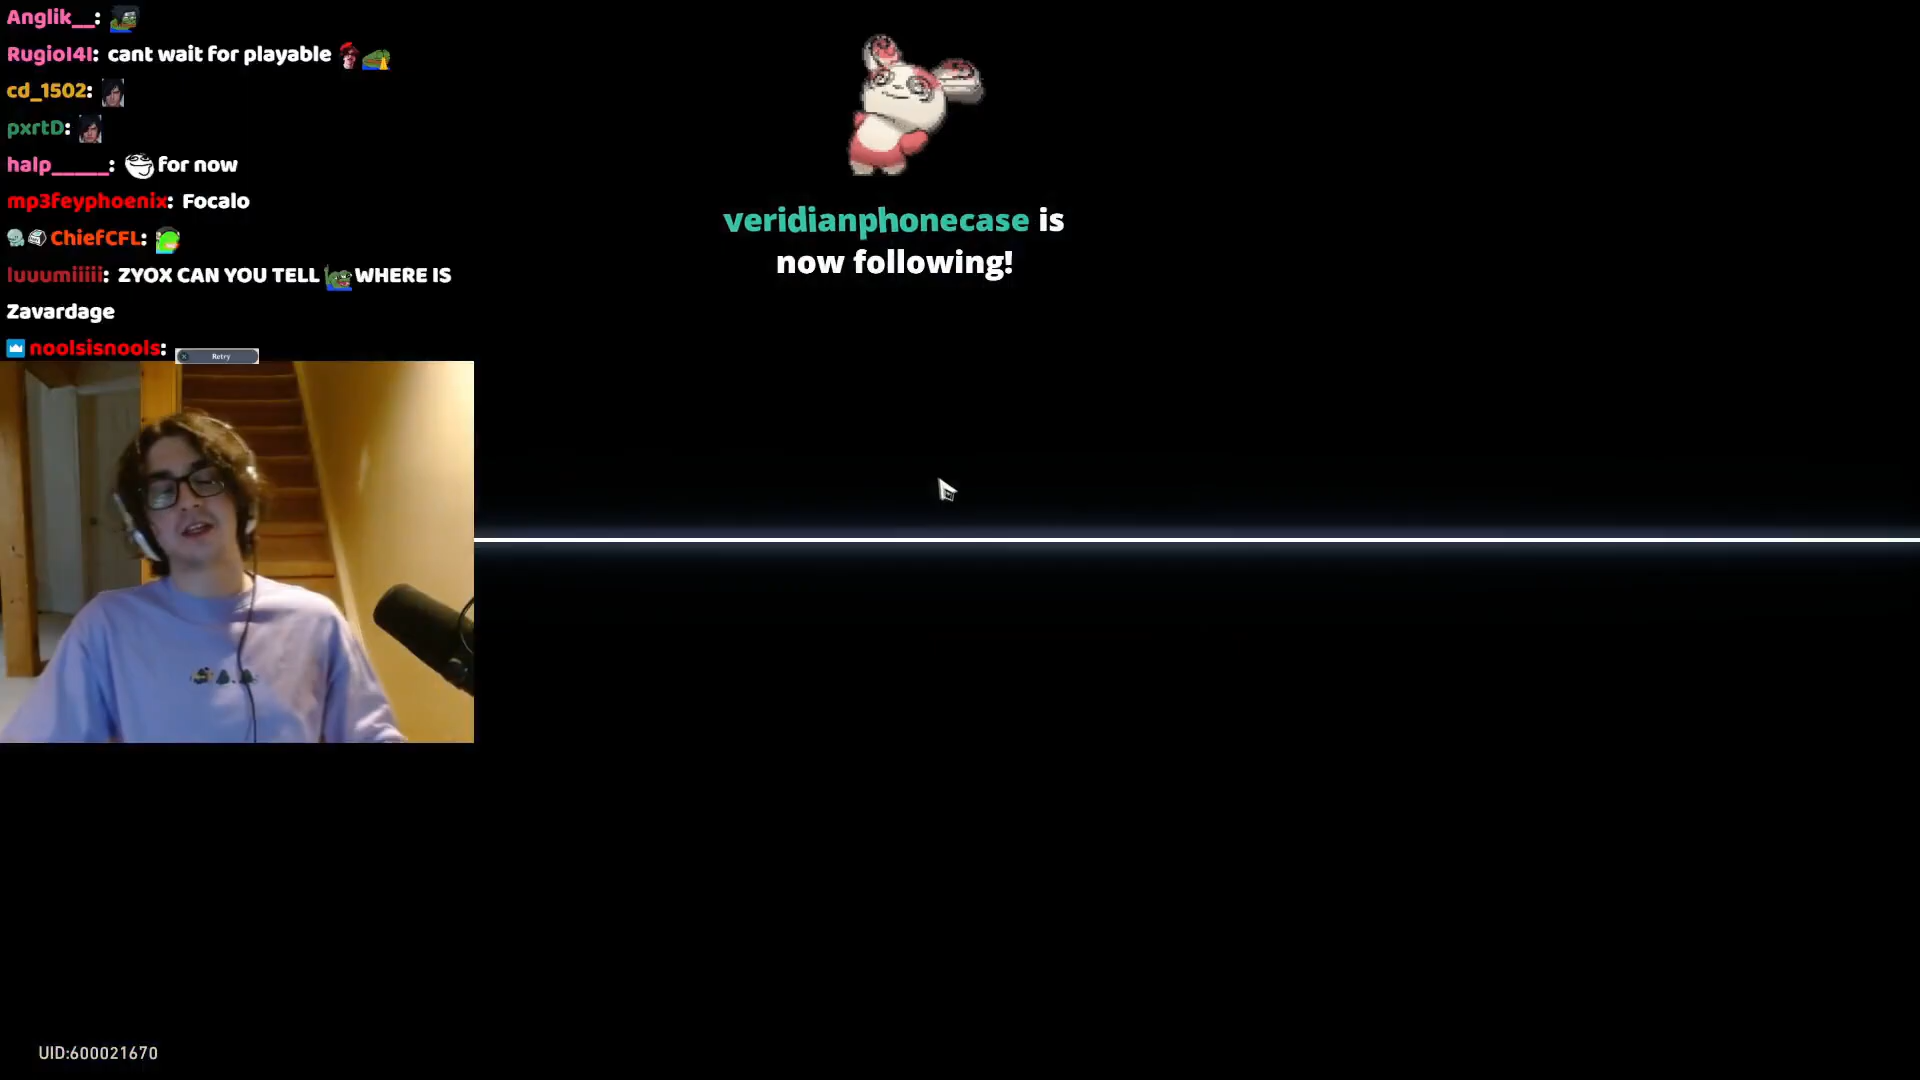 Anglik__:
Rugio141: cant wait for playable
cd_1502:
pxrtD:
halp_____: for now
mp3feyphoenix: Focalo
ChiefCFL:
luuumiiiii: ZYOX CAN YOU TELL WHERE IS
Zavardage
noolsisnools: Retry
veridianphonecase is
now following!
UID:600021670